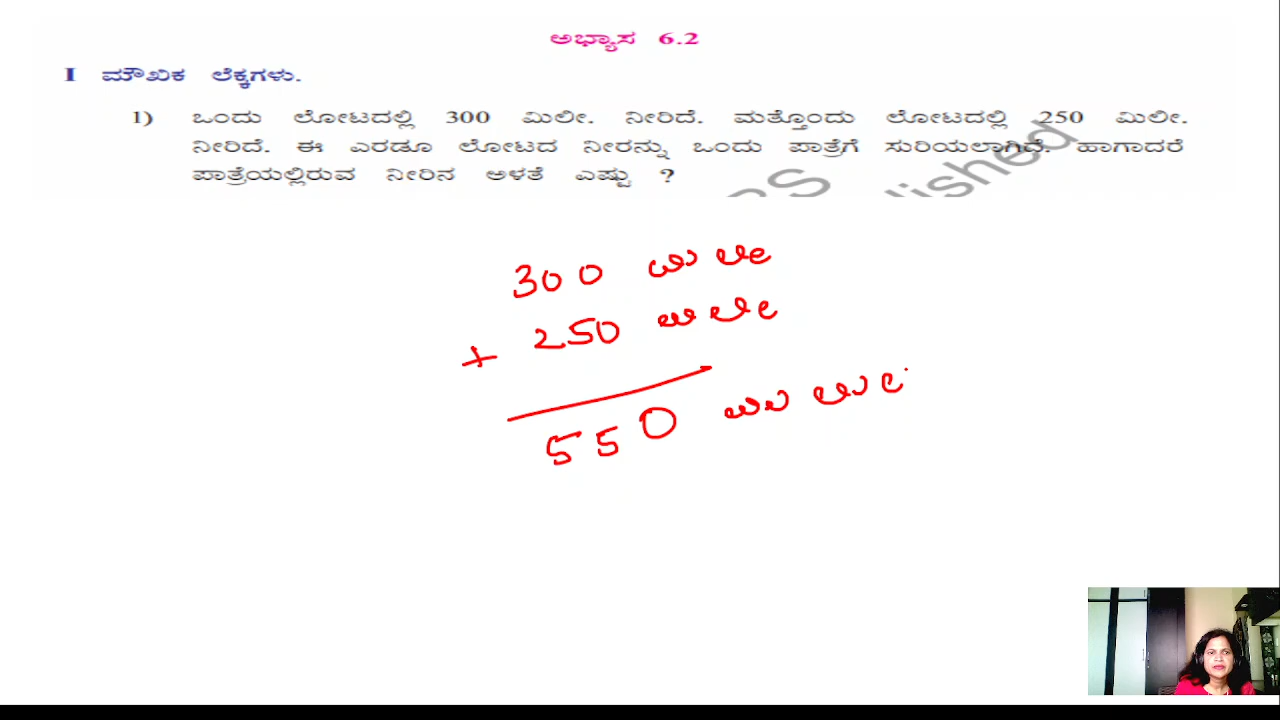 ಅಭ್ಯಾಸ 6.2
I ಮೌಖಿಕ ಲೆಕ್ಕಗಳು.
1) ಒಂದು ಲೋಟದಲ್ಲಿ 300 ಮಿಲೀ. ನೀರಿದೆ. ಮತ್ತೊಂದು ಲೋಟದಲ್ಲಿ 250 ಮಿಲೀ.
ನೀರಿದೆ. ಈ ಎರಡೂ ಲೋಟದ ನೀರನ್ನು ಒಂದು ಪಾತ್ರೆಗೆ ಸುರಿಯಲಾಗಿದೆ. ಹಾಗಾದರೆ
ಪಾತ್ರೆಯಲ್ಲಿರುವ ನೀರಿನ ಅಳತೆ ಎಷ್ಟು ?
300 ಮಿಲೀ
+ 250 ಮಿಲೀ
550 ಮಿಲೀ.